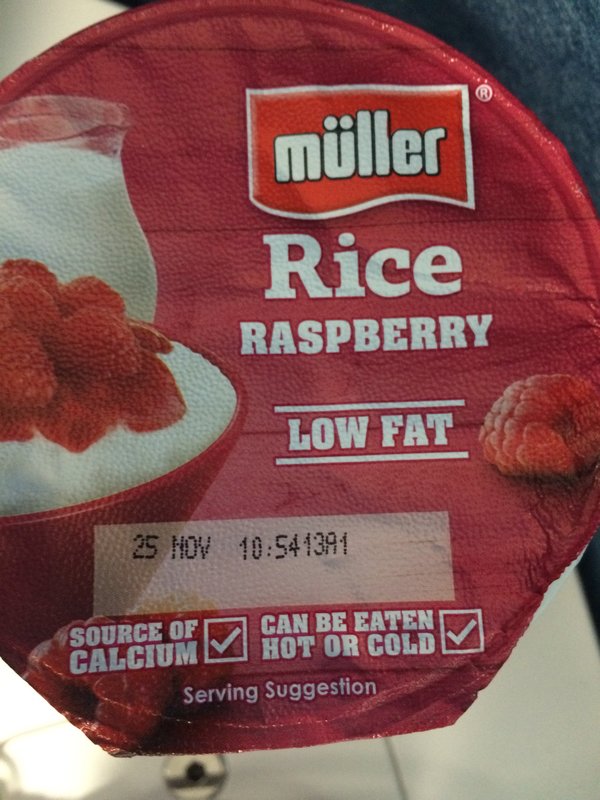 müller®
Rice
RASPBERRY
LOW FAT
25 NOV 10:5413A1
SOURCE OF
CALCIUM
CAN BE EATEN
HOT OR COLD
Serving Suggestion